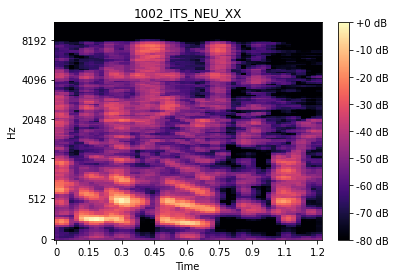 1002_ITS_NEU_XX
Hz
8192
4096
2048
1024
512
0
0 0.15 0.3 0.45 0.6 0.75 0.9 1.1 1.2
Time
+0 dB
-10 dB
-20 dB
-30 dB
-40 dB
-50 dB
-60 dB
-70 dB
-80 dB